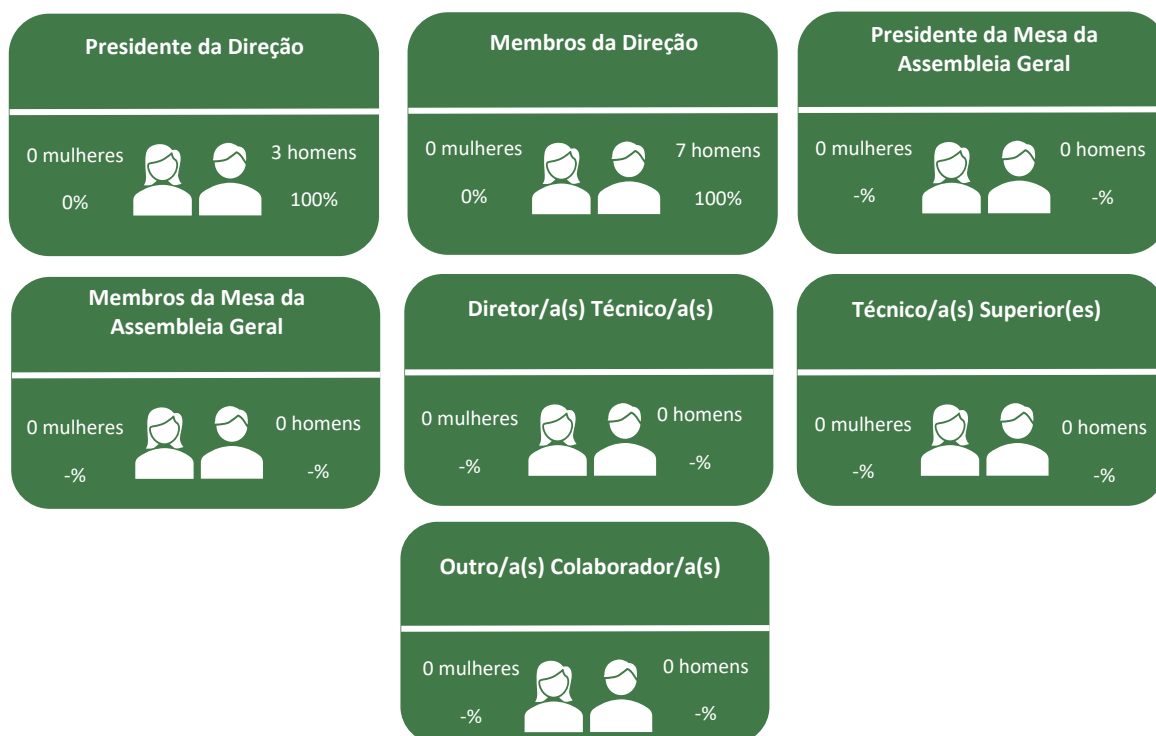 Presidente da Direção
0 mulheres
3 homens
0%
100%
Membros da Direção
0 mulheres
7 homens
0%
100%
Presidente da Mesa da
Assembleia Geral
0 mulheres
0 homens
-%
-%
Membros da Mesa da
Assembleia Geral
0 mulheres
0 homens
-%
-%
Diretor/a(s) Técnico/a(s)
0 mulheres
0 homens
-%
-%
Técnico/a(s) Superior(es)
0 mulheres
0 homens
-%
-%
Outro/a(s) Colaborador/a(s)
0 mulheres
0 homens
-%
-%